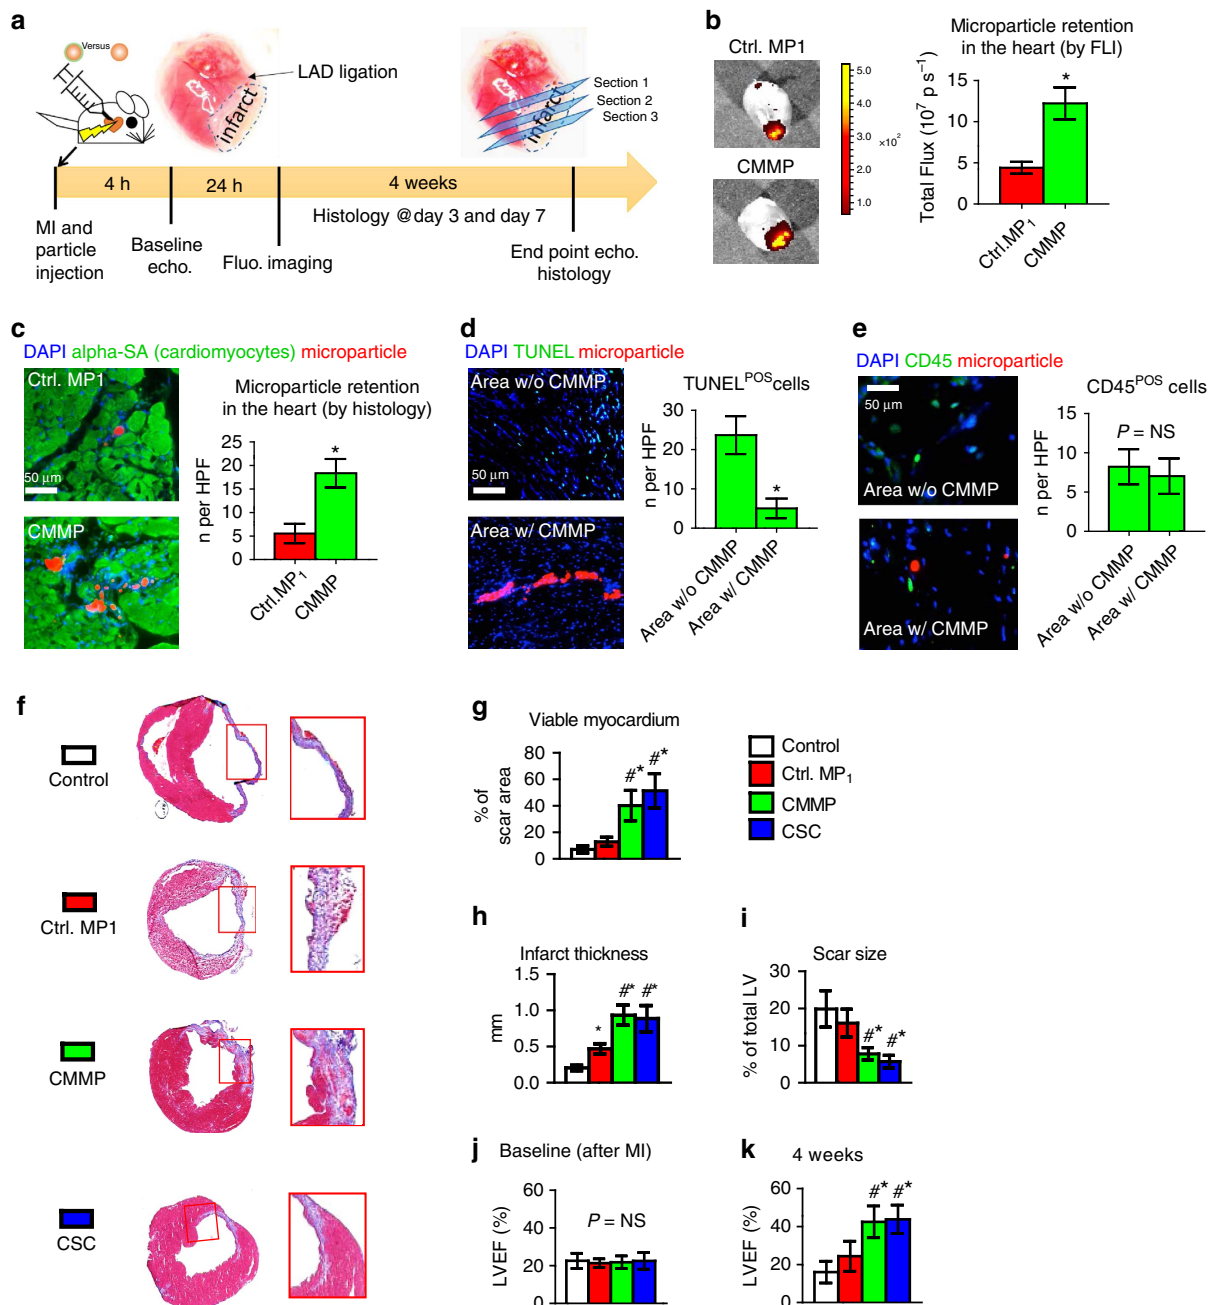 a
Versus
LAD ligation
infarct
infarct
Section 1
Section 2
Section 3
4 h
24 h
4 weeks
Histology @day 3 and day 7
MI and
particle
injection
Baseline
echo.
Fluo. imaging
End point echo.
histology
b
Ctrl. MP1
CMMP
5.0
4.0
3.0
×10²
2.0
1.0
Microparticle retention
in the heart (by FLI)
Total Flux (10⁷ p s⁻¹)
15
10
5
0
*
Ctrl.MP₁
CMMP
c
DAPI alpha-SA (cardiomyocytes) microparticle
Ctrl. MP1
50 μm
CMMP
Microparticle retention
in the heart (by histology)
n per HPF
25
20
15
10
5
0
*
Ctrl.MP₁
CMMP
d
DAPI TUNEL microparticle
Area w/o CMMP
50 μm
Area w/ CMMP
TUNELᴾᴼˢcells
n per HPF
30
20
10
0
*
Area w/o CMMP
Area w/ CMMP
e
DAPI CD45 microparticle
50 μm
Area w/o CMMP
Area w/ CMMP
CD45ᴾᴼˢ cells
P = NS
n per HPF
15
10
5
0
Area w/o CMMP
Area w/ CMMP
f
Control
Ctrl. MP1
CMMP
CSC
g
Viable myocardium
% of
scar area
80
60
40
20
0
#* #*
Control
Ctrl. MP₁
CMMP
CSC
h
Infarct thickness
mm
1.5
1.0
0.5
0.0
* #* #*
i
Scar size
% of total LV
30
20
10
0
#* #*
j
Baseline (after MI)
LVEF (%)
60
40
20
0
P = NS
k
4 weeks
LVEF (%)
60
40
20
0
#* #*